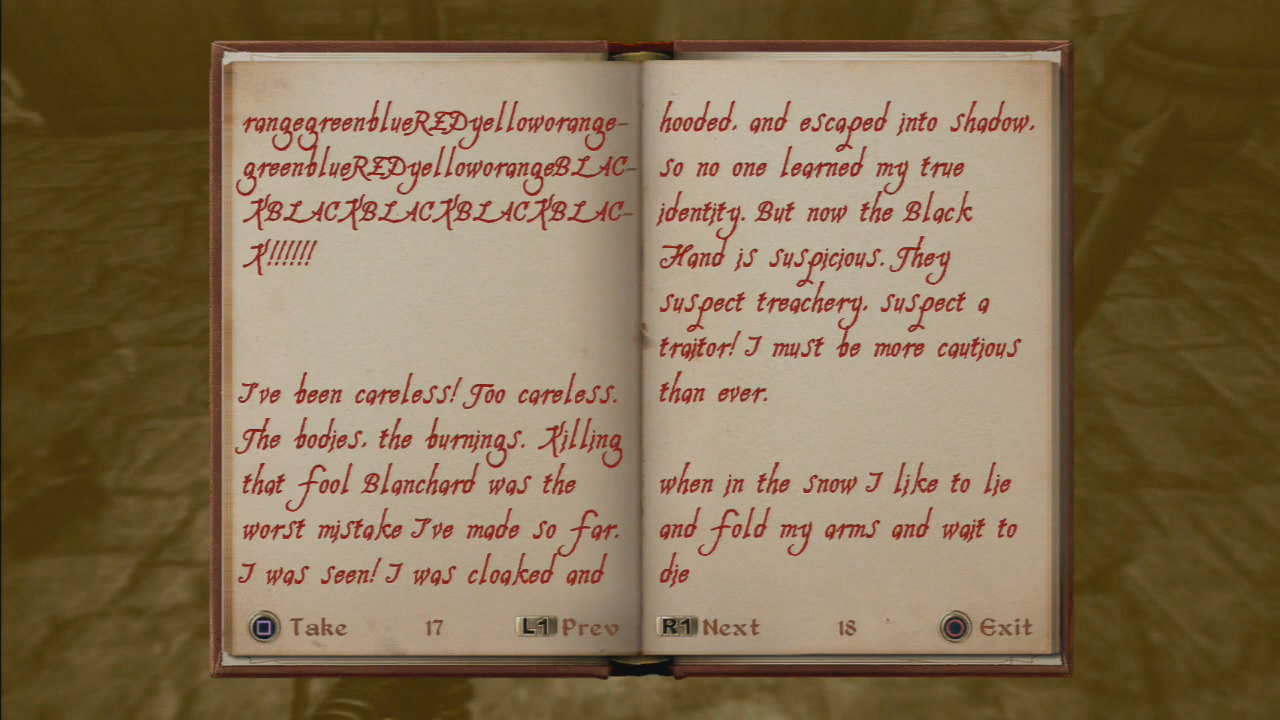 rangegreenblueREDyelloworange-
greenblueREDyelloworangeBLAC-
KBLACKBLACKBLACKBLAC-
K!!!!!!
I've been careless! Too careless.
The bodies, the burnings. Killing
that fool Blanchard was the
worst mistake I've made so far.
I was seen! I was cloaked and
Take 17 L1 Prev
hooded, and escaped into shadow,
so no one learned my true
identity. But now the Black
Hand is suspicious. They
suspect treachery, suspect a
traitor! I must be more cautious
than ever.
when in the snow I like to lie
and fold my arms and wait to
die
R1 Next 18 Exit